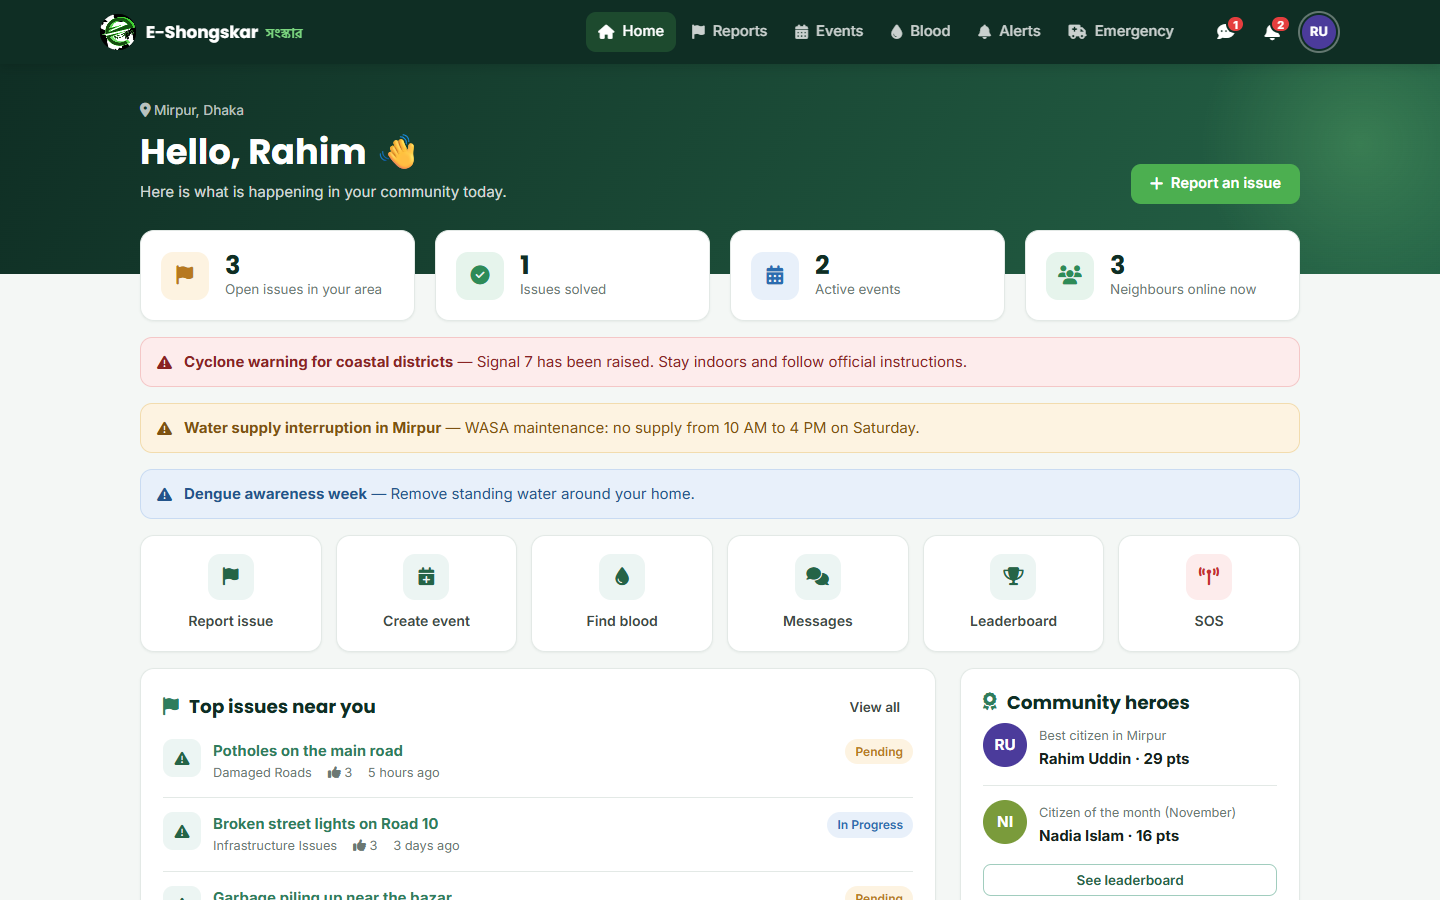 E-Shongskar সংস্কার
Home
Reports
Events
Blood
Alerts
Emergency
1
2
RU
Mirpur, Dhaka
Hello, Rahim 👋
Here is what is happening in your community today.
Report an issue
3
Open issues in your area
1
Issues solved
2
Active events
3
Neighbours online now
Cyclone warning for coastal districts — Signal 7 has been raised. Stay indoors and follow official instructions.
Water supply interruption in Mirpur — WASA maintenance: no supply from 10 AM to 4 PM on Saturday.
Dengue awareness week — Remove standing water around your home.
Report issue
Create event
Find blood
Messages
Leaderboard
SOS
Top issues near you
View all
Potholes on the main road
Pending
Damaged Roads 3 5 hours ago
Broken street lights on Road 10
In Progress
Infrastructure Issues 3 3 days ago
Garbage piling up near the bazar
Pending
Community heroes
RU
Best citizen in Mirpur
Rahim Uddin · 29 pts
NI
Citizen of the month (November)
Nadia Islam · 16 pts
See leaderboard